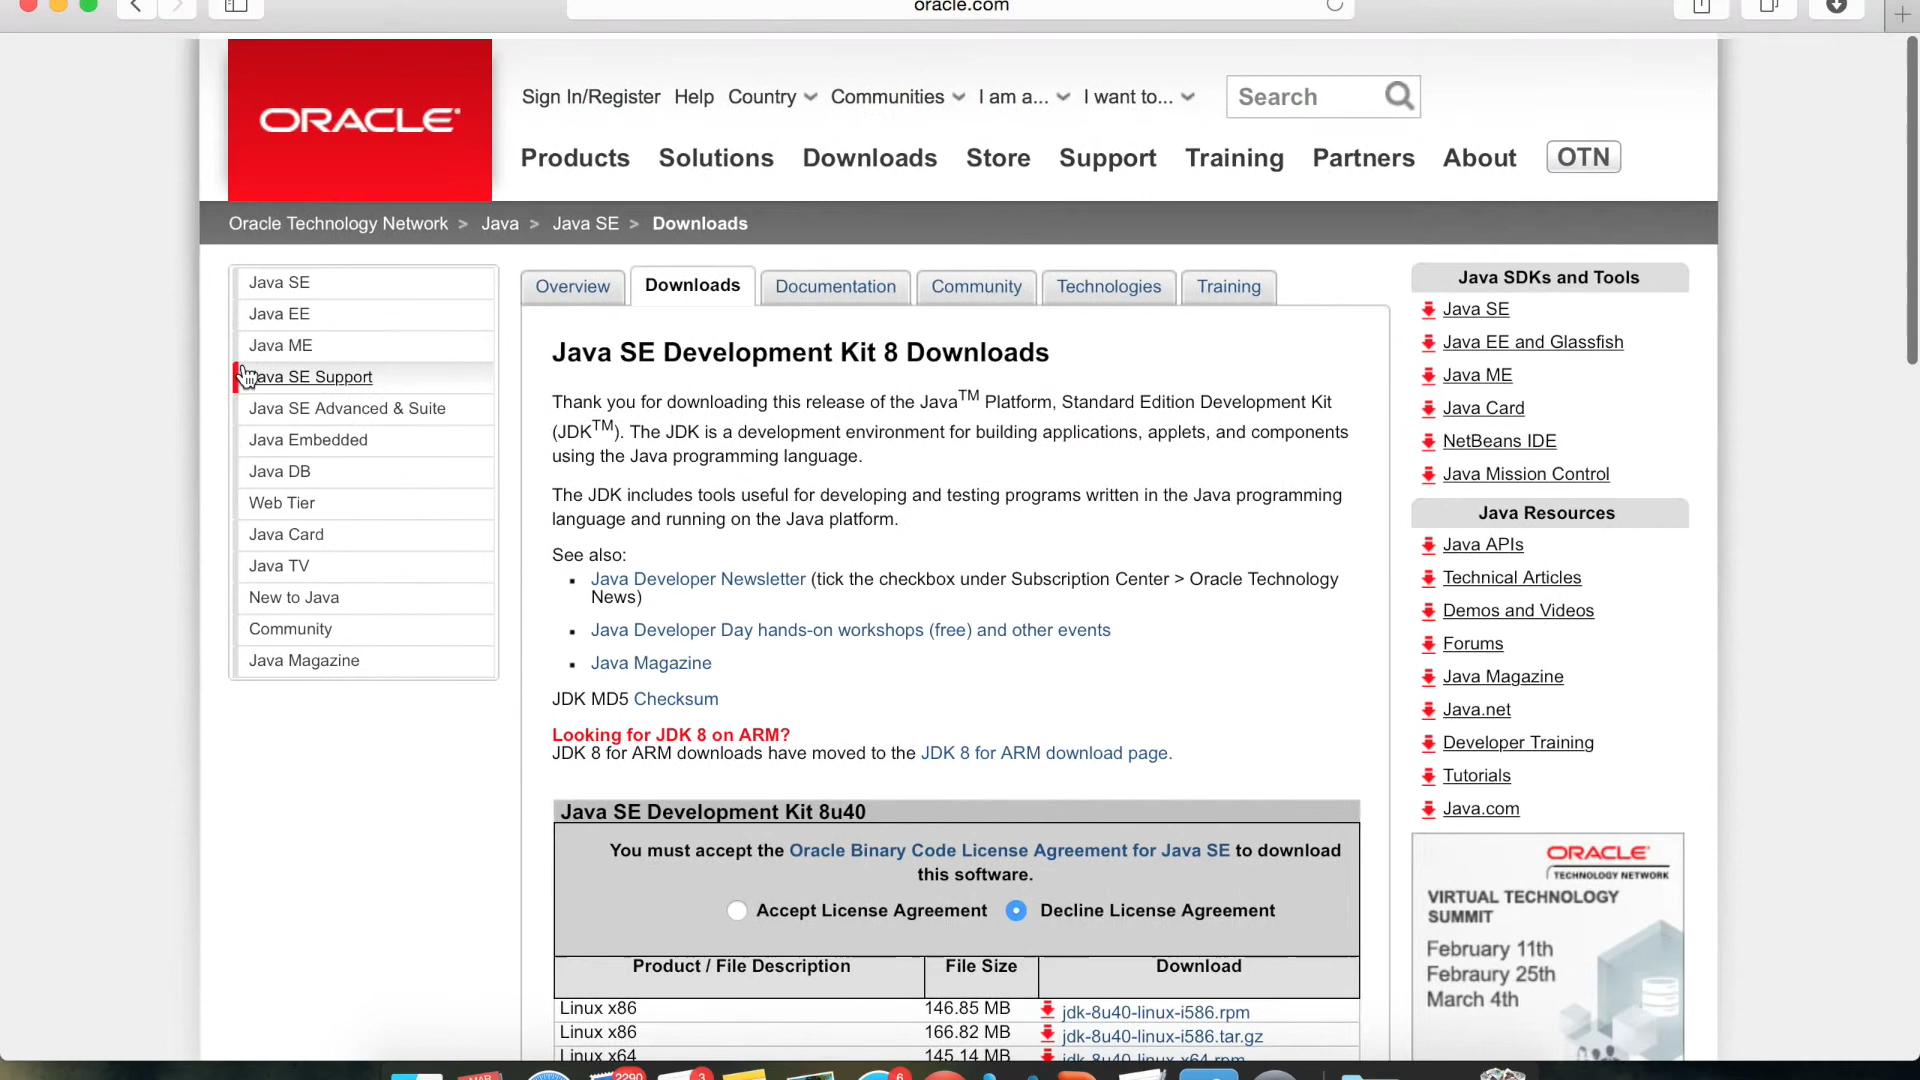 oracle.com
ORACLE
Sign In/Register Help Country Communities I am a... I want to... Search
Products Solutions Downloads Store Support Training Partners About OTN
Oracle Technology Network > Java > Java SE > Downloads
Java SE
Java EE
Java ME
Java SE Support
Java SE Advanced & Suite
Java Embedded
Java DB
Web Tier
Java Card
Java TV
New to Java
Community
Java Magazine
Overview Downloads Documentation Community Technologies Training
Java SE Development Kit 8 Downloads
Thank you for downloading this release of the Java™ Platform, Standard Edition Development Kit
(JDK™). The JDK is a development environment for building applications, applets, and components
using the Java programming language.
The JDK includes tools useful for developing and testing programs written in the Java programming
language and running on the Java platform.
See also:
▪ Java Developer Newsletter (tick the checkbox under Subscription Center > Oracle Technology
News)
▪ Java Developer Day hands-on workshops (free) and other events
▪ Java Magazine
JDK MD5 Checksum
Looking for JDK 8 on ARM?
JDK 8 for ARM downloads have moved to the JDK 8 for ARM download page.
Java SE Development Kit 8u40
You must accept the Oracle Binary Code License Agreement for Java SE to download
this software.
Accept License Agreement Decline License Agreement
Product / File Description File Size Download
Linux x86 146.85 MB jdk-8u40-linux-i586.rpm
Linux x86 166.82 MB jdk-8u40-linux-i586.tar.gz
Linux x64 145.14 MB jdk-8u40-linux-x64.rpm
Java SDKs and Tools
Java SE
Java EE and Glassfish
Java ME
Java Card
NetBeans IDE
Java Mission Control
Java Resources
Java APIs
Technical Articles
Demos and Videos
Forums
Java Magazine
Java.net
Developer Training
Tutorials
Java.com
ORACLE
TECHNOLOGY NETWORK
VIRTUAL TECHNOLOGY
SUMMIT
February 11th
Febraury 25th
March 4th
MAR 2290 3 6